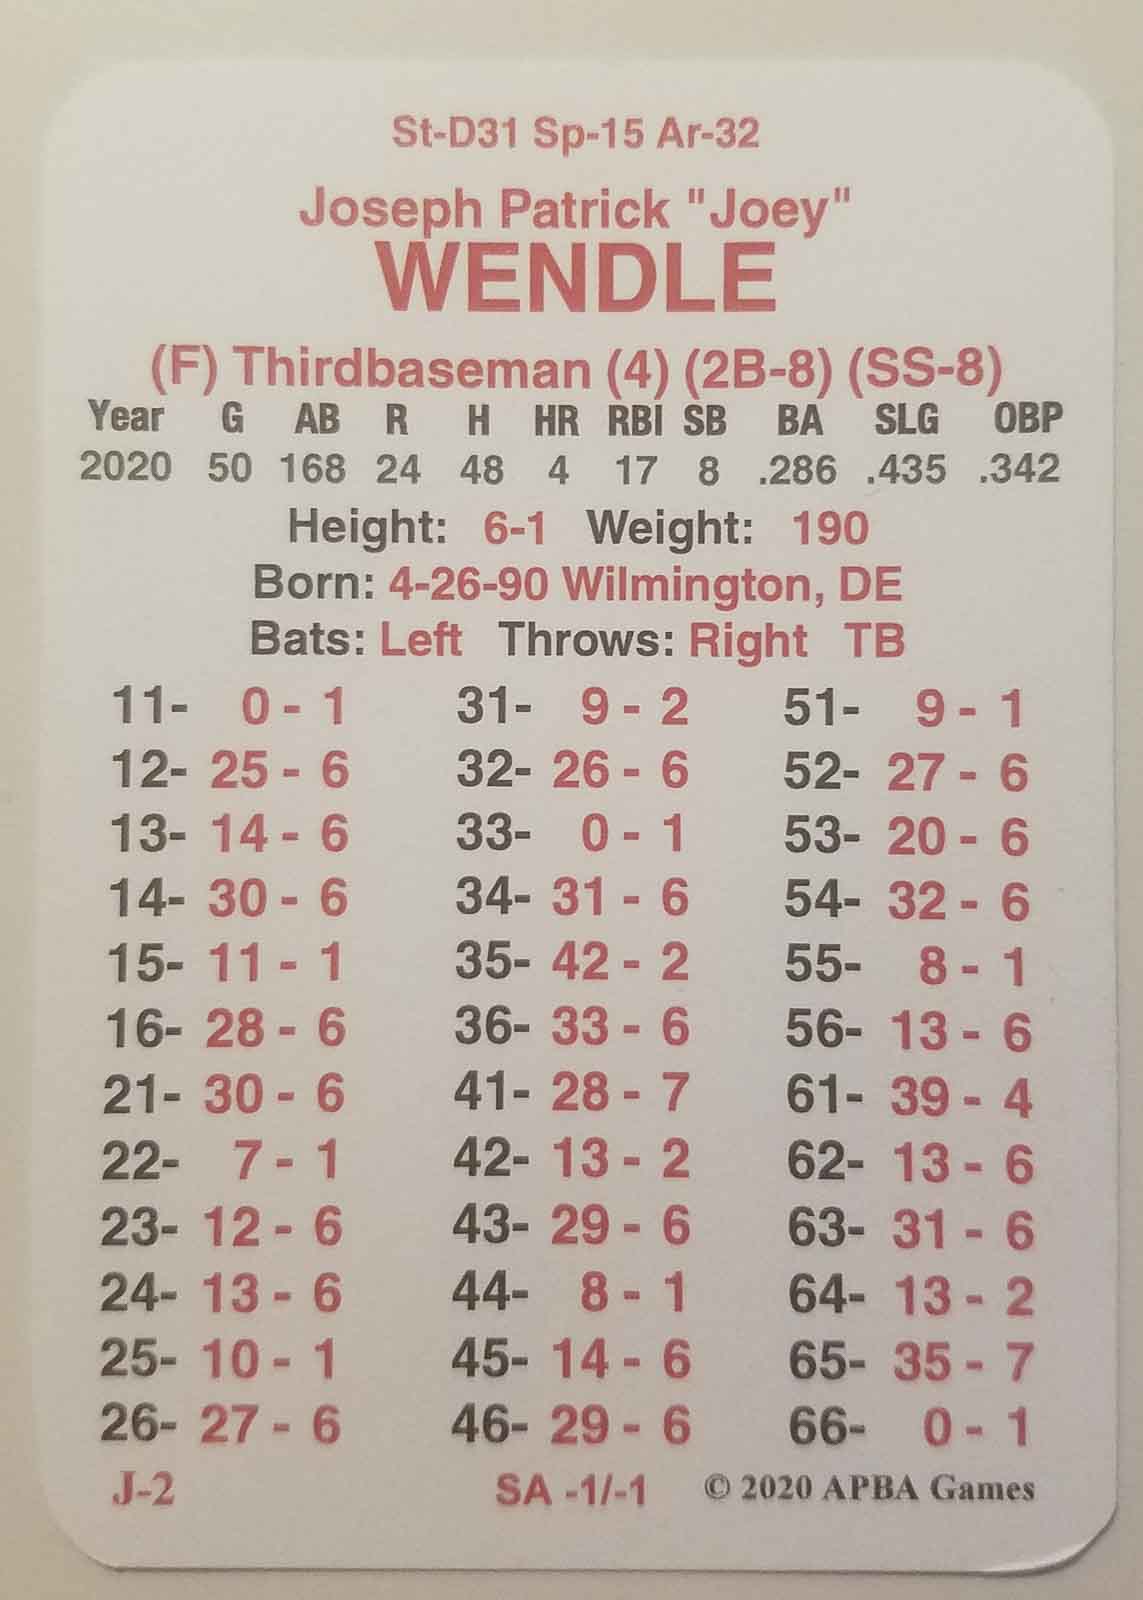 St-D31 Sp-15 Ar-32
Joseph Patrick "Joey"
WENDLE
(F) Thirdbaseman (4) (2B-8) (SS-8)
Year G AB R H HR RBI SB BA SLG OBP
2020 50 168 24 48 4 17 8 .286 .435 .342
Height: 6-1 Weight: 190
Born: 4-26-90 Wilmington, DE
Bats: Left Throws: Right TB
11- 0 - 1 31- 9 - 2 51- 9 - 1
12- 25 - 6 32- 26 - 6 52- 27 - 6
13- 14 - 6 33- 0 - 1 53- 20 - 6
14- 30 - 6 34- 31 - 6 54- 32 - 6
15- 11 - 1 35- 42 - 2 55- 8 - 1
16- 28 - 6 36- 33 - 6 56- 13 - 6
21- 30 - 6 41- 28 - 7 61- 39 - 4
22- 7 - 1 42- 13 - 2 62- 13 - 6
23- 12 - 6 43- 29 - 6 63- 31 - 6
24- 13 - 6 44- 8 - 1 64- 13 - 2
25- 10 - 1 45- 14 - 6 65- 35 - 7
26- 27 - 6 46- 29 - 6 66- 0 - 1
J-2 SA -1/-1 © 2020 APBA Games